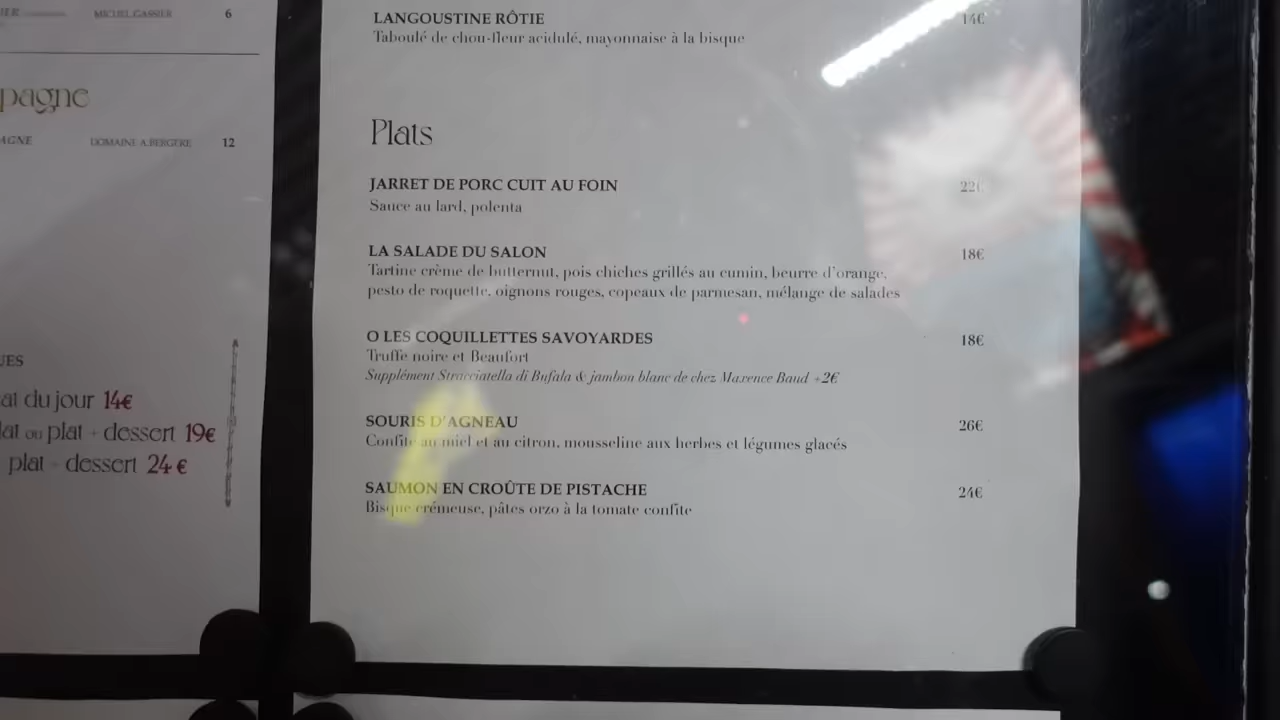 MICHEL GASSIER 6
pagne
AGNE DOMAINE A.BERGERE 12
UES
at du jour 14€
lat ou plat + dessert 19€
plat + dessert 24€
LANGOUSTINE RÔTIE 14€
Taboulé de chou-fleur acidulé, mayonnaise à la bisque
Plats
JARRET DE PORC CUIT AU FOIN 22€
Sauce au lard, polenta
LA SALADE DU SALON 18€
Tartine crème de butternut, pois chiches grillés au cumin, beurre d'orange,
pesto de roquette, oignons rouges, copeaux de parmesan, mélange de salades
O LES COQUILLETTES SAVOYARDES 18€
Truffe noire et Beaufort
Supplément Stracciatella di Bufala & jambon blanc de chez Maxence Baud +2€
SOURIS D'AGNEAU 26€
Confite au miel et au citron, mousseline aux herbes et légumes glacés
SAUMON EN CROÛTE DE PISTACHE 24€
Bisque crémeuse, pâtes orzo à la tomate confite